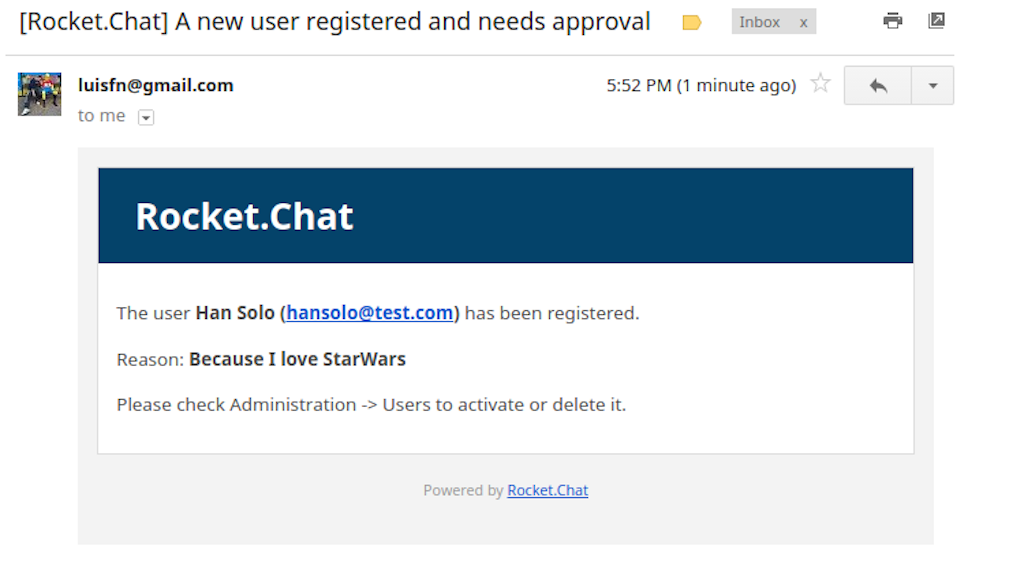 [Rocket.Chat] A new user registered and needs approval Inbox x
luisfn@gmail.com 5:52 PM (1 minute ago)
to me
Rocket.Chat
The user Han Solo (hansolo@test.com) has been registered.
Reason: Because I love StarWars
Please check Administration -> Users to activate or delete it.
Powered by Rocket.Chat